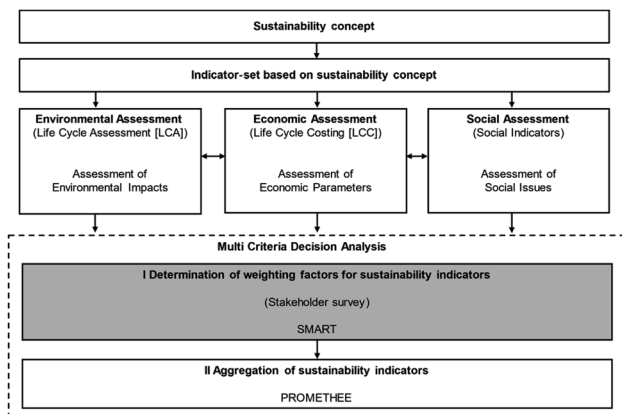 Sustainability concept
Indicator-set based on sustainability concept
Environmental Assessment
(Life Cycle Assessment [LCA])
Assessment of
Environmental Impacts
Economic Assessment
(Life Cycle Costing [LCC])
Assessment of
Economic Parameters
Social Assessment
(Social Indicators)
Assessment of
Social Issues
Multi Criteria Decision Analysis
I Determination of weighting factors for sustainability indicators
(Stakeholder survey)
SMART
II Aggregation of sustainability indicators
PROMETHEE